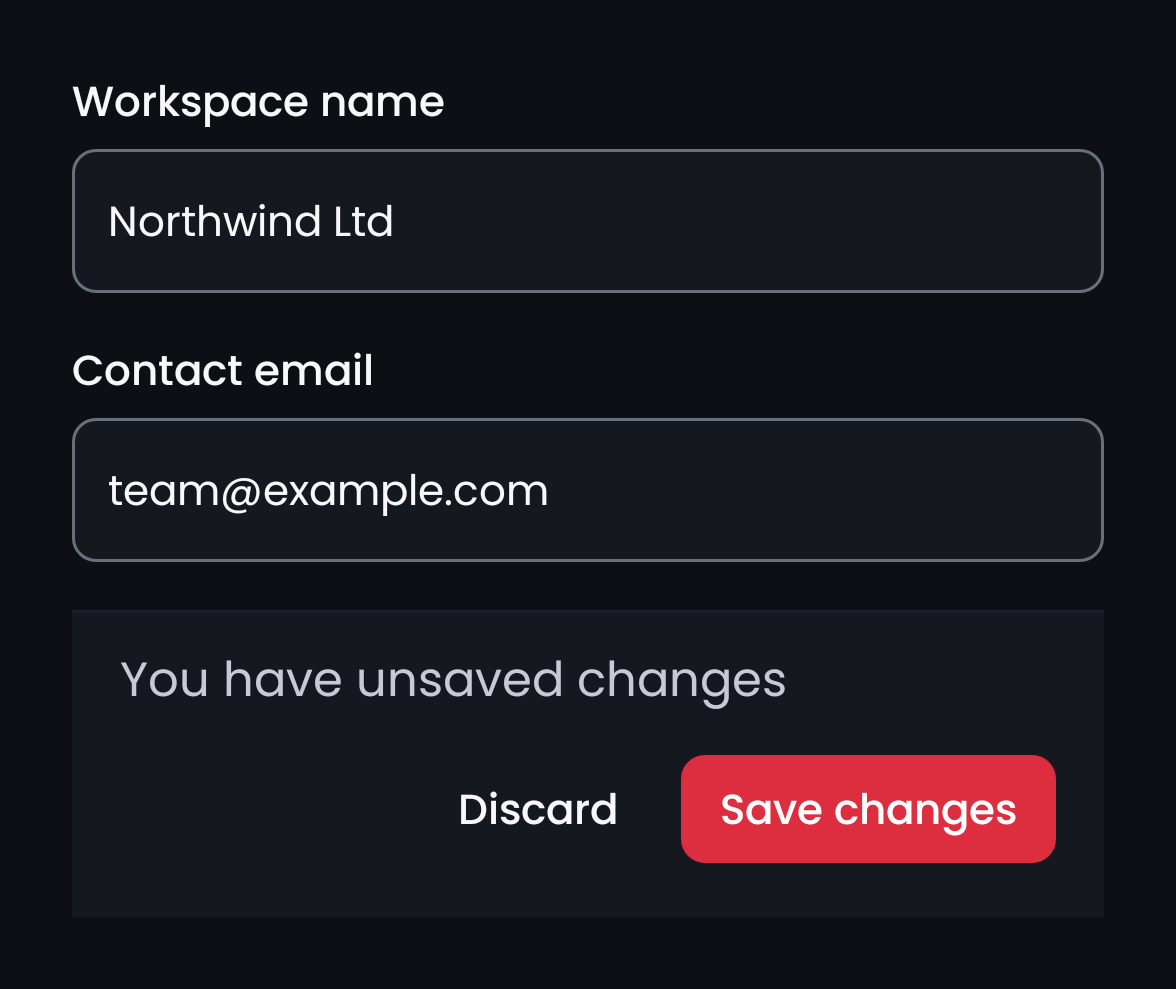 Workspace name
Northwind Ltd
Contact email
team@example.com
You have unsaved changes
Discard
Save changes